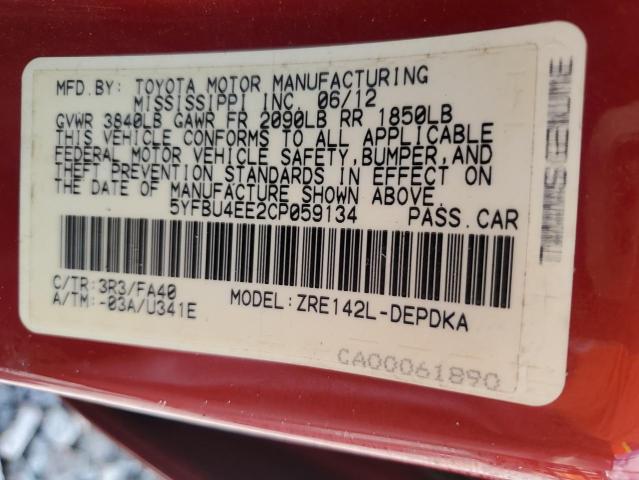 MFD.BY: TOYOTA MOTOR MANUFACTURING
MISSISSIPPI INC. 06/12
GVWR 3840LB GAWR FR 2090LB RR 1850LB
THIS VEHICLE CONFORMS TO ALL APPLICABLE
FEDERAL MOTOR VEHICLE SAFETY,BUMPER,AND
THEFT PREVENTION STANDARDS IN EFFECT ON
THE DATE OF MANUFACTURE SHOWN ABOVE.
5YFBU4EE2CP059134 PASS.CAR
C/TR:3R3/FA40
A/TM:-03A/U341E
MODEL:ZRE142L-DEPDKA
CA00061890